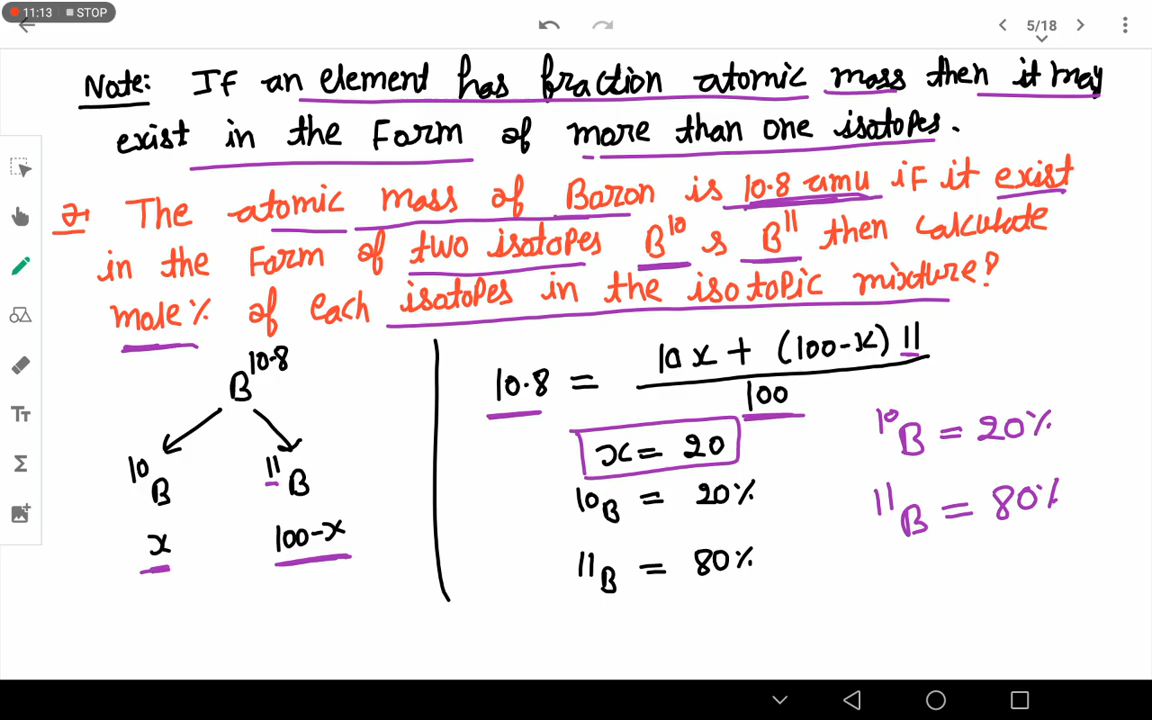 11:13 STOP
5/18
Note: If an element has fraction atomic mass then it may
exist in the Form of more than one isotopes.
Q. The atomic mass of Baron is 10.8 amu if it exist
in the Form of two isotopes B¹⁰ s B¹¹ then calculate
mole % of each isotopes in the isotopic mixture?
B¹⁰·⁸
¹⁰B ¹¹B
x 100-x
10.8 = 10x + (100-x) 11
100
x = 20
¹⁰B = 20%
¹¹B = 80%
¹⁰B = 20%
¹¹B = 80%
Tт
Σ